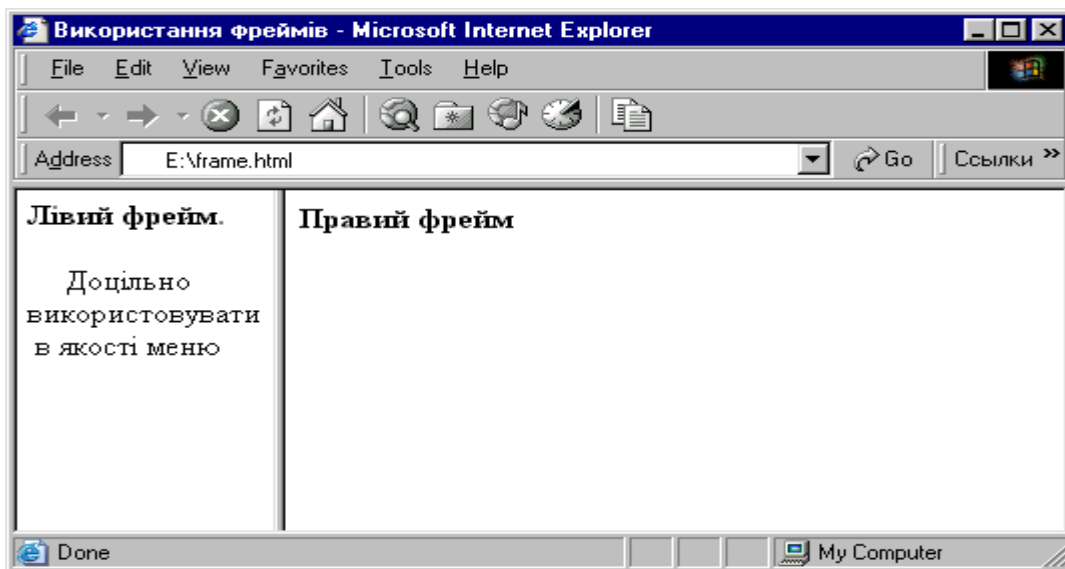 Використання фреймів - Microsoft Internet Explorer
File Edit View Favorites Tools Help
Address E:\frame.html Go Ссылки »
Лівий фрейм.
Доцільно
використовувати
в якості меню
Правий фрейм
Done My Computer